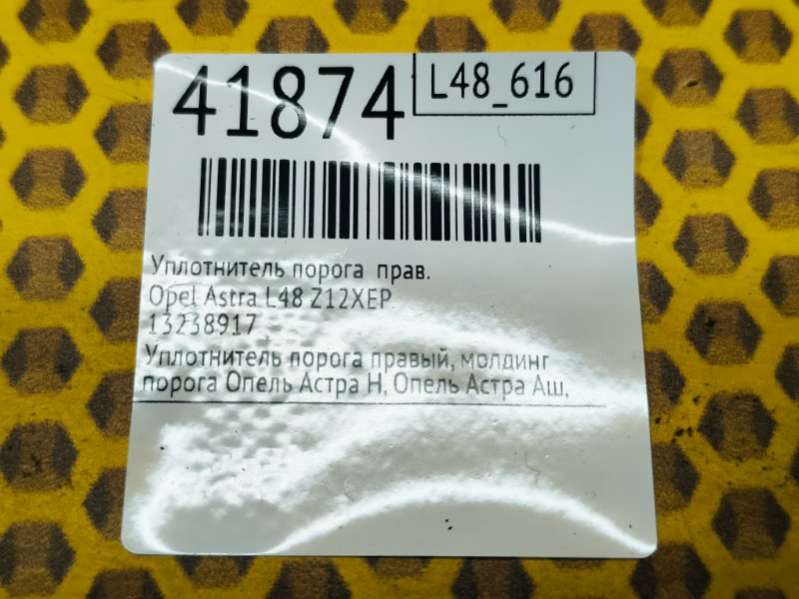 41874
L48_616
Уплотнитель порога прав.
Opel Astra L48 Z12XEP
13238917
Уплотнитель порога правый, молдинг
порога Опель Астра Н, Опель Астра Аш,